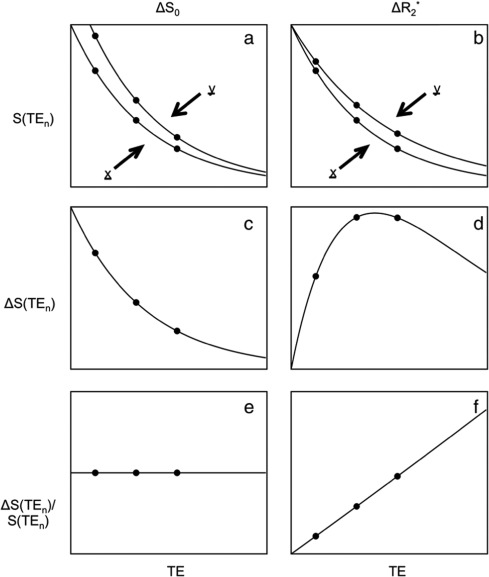 ΔS₀ ΔR₂*
a b
S(TEₙ)
y y
x x
c d
ΔS(TEₙ)
e f
ΔS(TEₙ)/
S(TEₙ)
TE TE